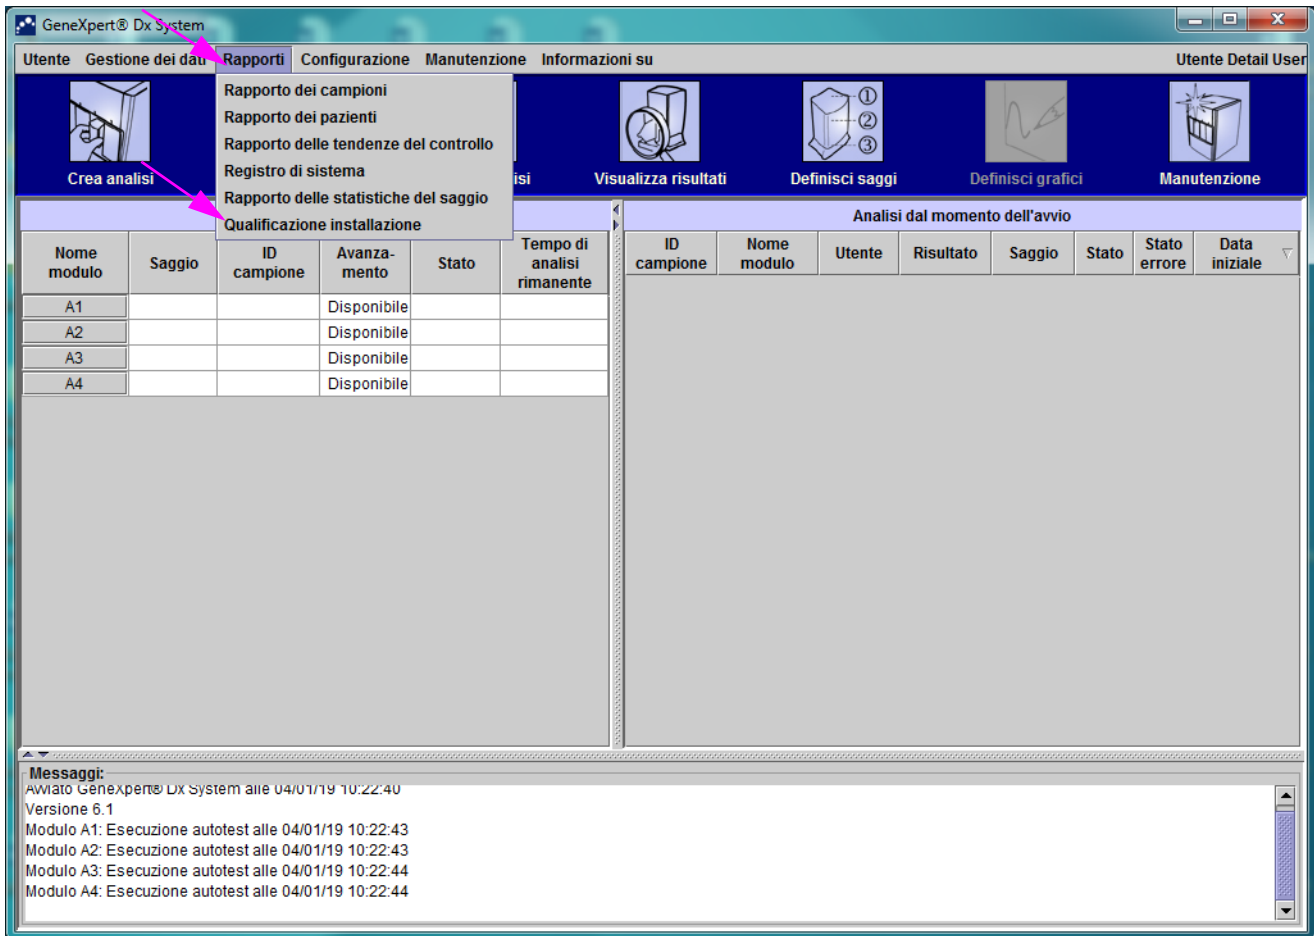 GeneXpert® Dx System
Utente Gestione dei dati Rapporti Configurazione Manutenzione Informazioni su Utente Detail User
Rapporto dei campioni
Rapporto dei pazienti
Rapporto delle tendenze del controllo
Registro di sistema
Rapporto delle statistiche del saggio
Qualificazione installazione
① ② ③
Crea analisi isi Visualizza risultati Definisci saggi Definisci grafici Manutenzione
Analisi dal momento dell'avvio
Nome modulo Saggio ID campione Avanza-mento Stato Tempo di analisi rimanente
ID campione Nome modulo Utente Risultato Saggio Stato Stato errore Data iniziale
A1 Disponibile
A2 Disponibile
A3 Disponibile
A4 Disponibile
Messaggi:
Avviato GeneXpert® Dx System alle 04/01/19 10:22:40
Versione 6.1
Modulo A1: Esecuzione autotest alle 04/01/19 10:22:43
Modulo A2: Esecuzione autotest alle 04/01/19 10:22:43
Modulo A3: Esecuzione autotest alle 04/01/19 10:22:44
Modulo A4: Esecuzione autotest alle 04/01/19 10:22:44